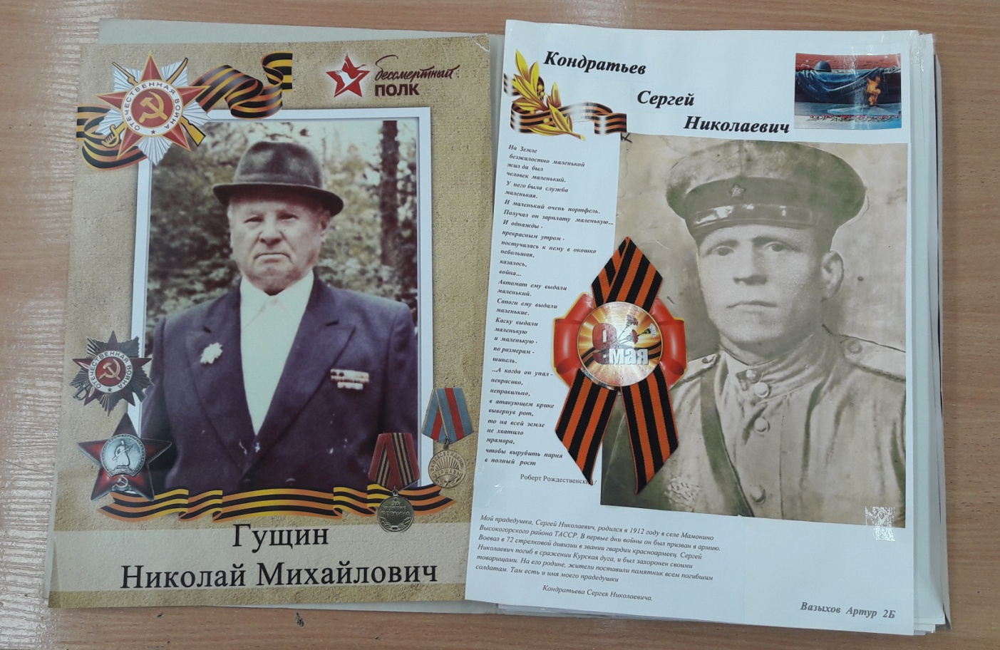 ОТЕЧЕСТВЕННАЯ ВОЙНА
бессмертный
ПОЛК
ОТЕЧЕСТВЕННАЯ ВОЙНА
ЗА ОСВОБОЖДЕНИЕ
ВАРШАВЫ
ЗА
ВЗЯТИЕ
БЕРЛИНА
Гущин
Николай Михайлович
Кондратьев
Сергей
Николаевич
На Земле
безжалостно маленькой
жил да был
человек маленький.
У него была служба
маленькая.
И маленький очень портфель.
Получал он зарплату маленькую...
И однажды -
прекрасным утром -
постучалась к нему в окошко
небольшая,
казалось,
война...
Автомат ему выдали
маленький.
Сапоги ему выдали
маленькие.
Каску выдали
маленькую
и маленькую -
по размерам -
шинель.
...А когда он упал -
некрасиво,
неправильно,
в атакующем крике
вывернув рот,
то на всей земле
не хватило
мрамора,
чтобы вырубить парня
в полный рост
Роберт Рождественский
9
мая
Мой прадедушка, Сергей Николаевич, родился в 1912 году в селе Мамонино
Высокогорского района ТАССР. В первые дни войны он был призван в армию.
Воевал в 72 стрелковой дивизии в звании гвардии красноармеец. Сергей
Николаевич погиб в сражении Курская дуга, и был захоронен своими
товарищами. На его родине, жители поставили памятник всем погибшим
солдатам. Там есть и имя моего прадедушки
Кондратьева Сергея Николаевича.
Вазыхов Артур 2Б